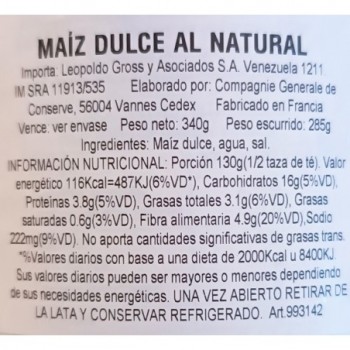 MAÍZ DULCE AL NATURAL
Importa: Leopoldo Gross y Asociados S.A. Venezuela 1211
IM SRA 11913/535 Elaborado por: Compagnie Generale de
Conserve, 56004 Vannes Cedex Fabricado en Francia
Vence: ver envase Peso neto: 340g Peso escurrido: 285g
Ingredientes: Maíz dulce, agua, sal.
INFORMACIÓN NUTRICIONAL: Porción 130g(1/2 taza de té). Valor
energético 116Kcal=487KJ(6%VD*), Carbohidratos 16g(5%VD),
Proteinas 3.8g(5%VD), Grasas totales 3.1g(6%VD), Grasas
saturadas 0.6g(3%VD), Fibra alimentaria 4.9g(20%VD),Sodio
222mg(9%VD). No aporta cantidades significativas de grasas trans.
*%Valores diarios con base a una dieta de 2000Kcal u 8400KJ
Sus valores diarios pueden ser mayores o menores dependiendo
de sus necesidades energéticas. UNA VEZ ABIERTO RETIRAR DE
LA LATA Y CONSERVAR REFRIGERADO. Art.993142